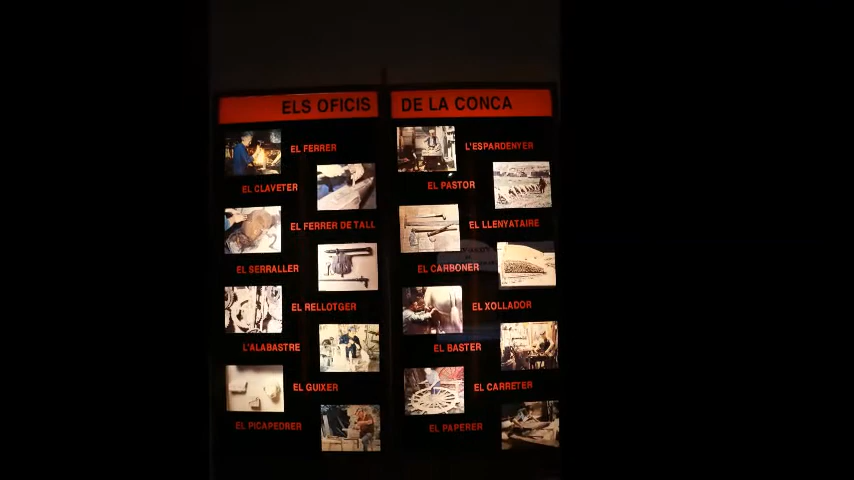 ELS OFICIS DE LA CONCA
EL FERRER
EL CLAVETER
EL FERRER DE TALL
EL SERRALLER
EL RELLOTGER
L'ALABASTRE
EL GUIXER
EL PICAPEDRER
L'ESPARDENYER
EL PASTOR
EL LLENYATAIRE
EL CARBONER
EL XOLLADOR
EL BASTER
EL CARRETER
EL PAPERER